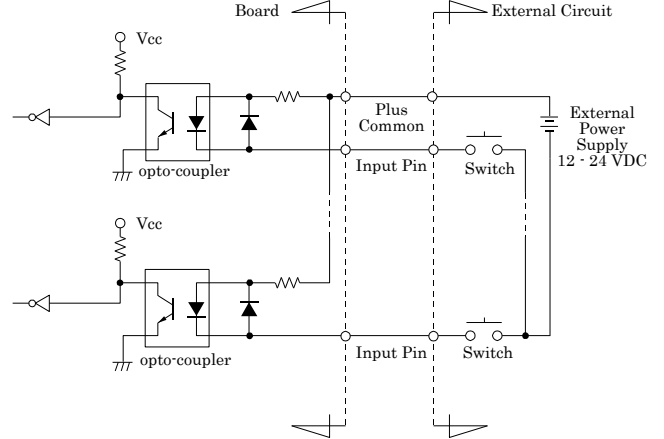 Board
External Circuit
Vcc
Plus
Common
External
Power
Supply
12 - 24 VDC
opto-coupler
Input Pin
Switch
Vcc
opto-coupler
Input Pin
Switch